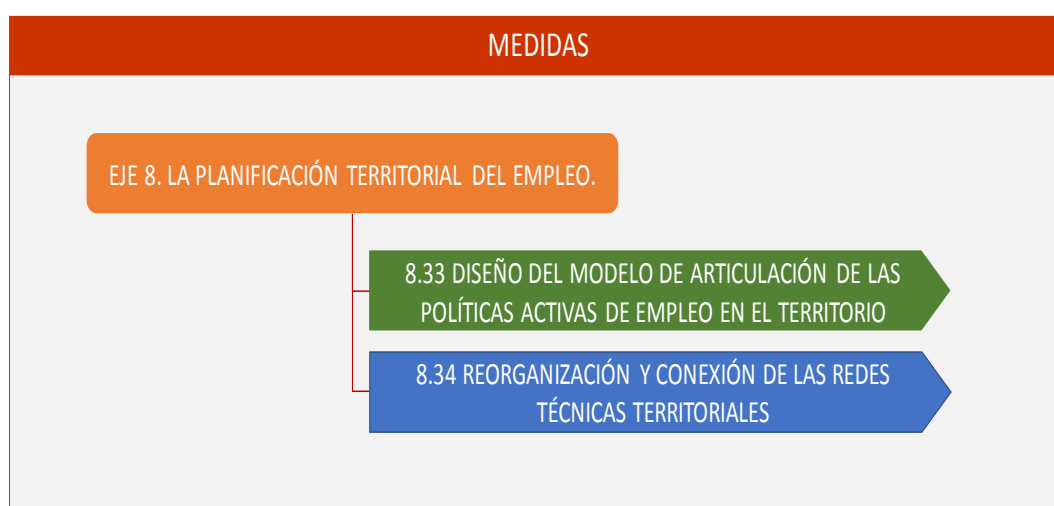 MEDIDAS
EJE 8. LA PLANIFICACIÓN TERRITORIAL DEL EMPLEO.
8.33 DISEÑO DEL MODELO DE ARTICULACIÓN DE LAS
POLÍTICAS ACTIVAS DE EMPLEO EN EL TERRITORIO
8.34 REORGANIZACIÓN Y CONEXIÓN DE LAS REDES
TÉCNICAS TERRITORIALES